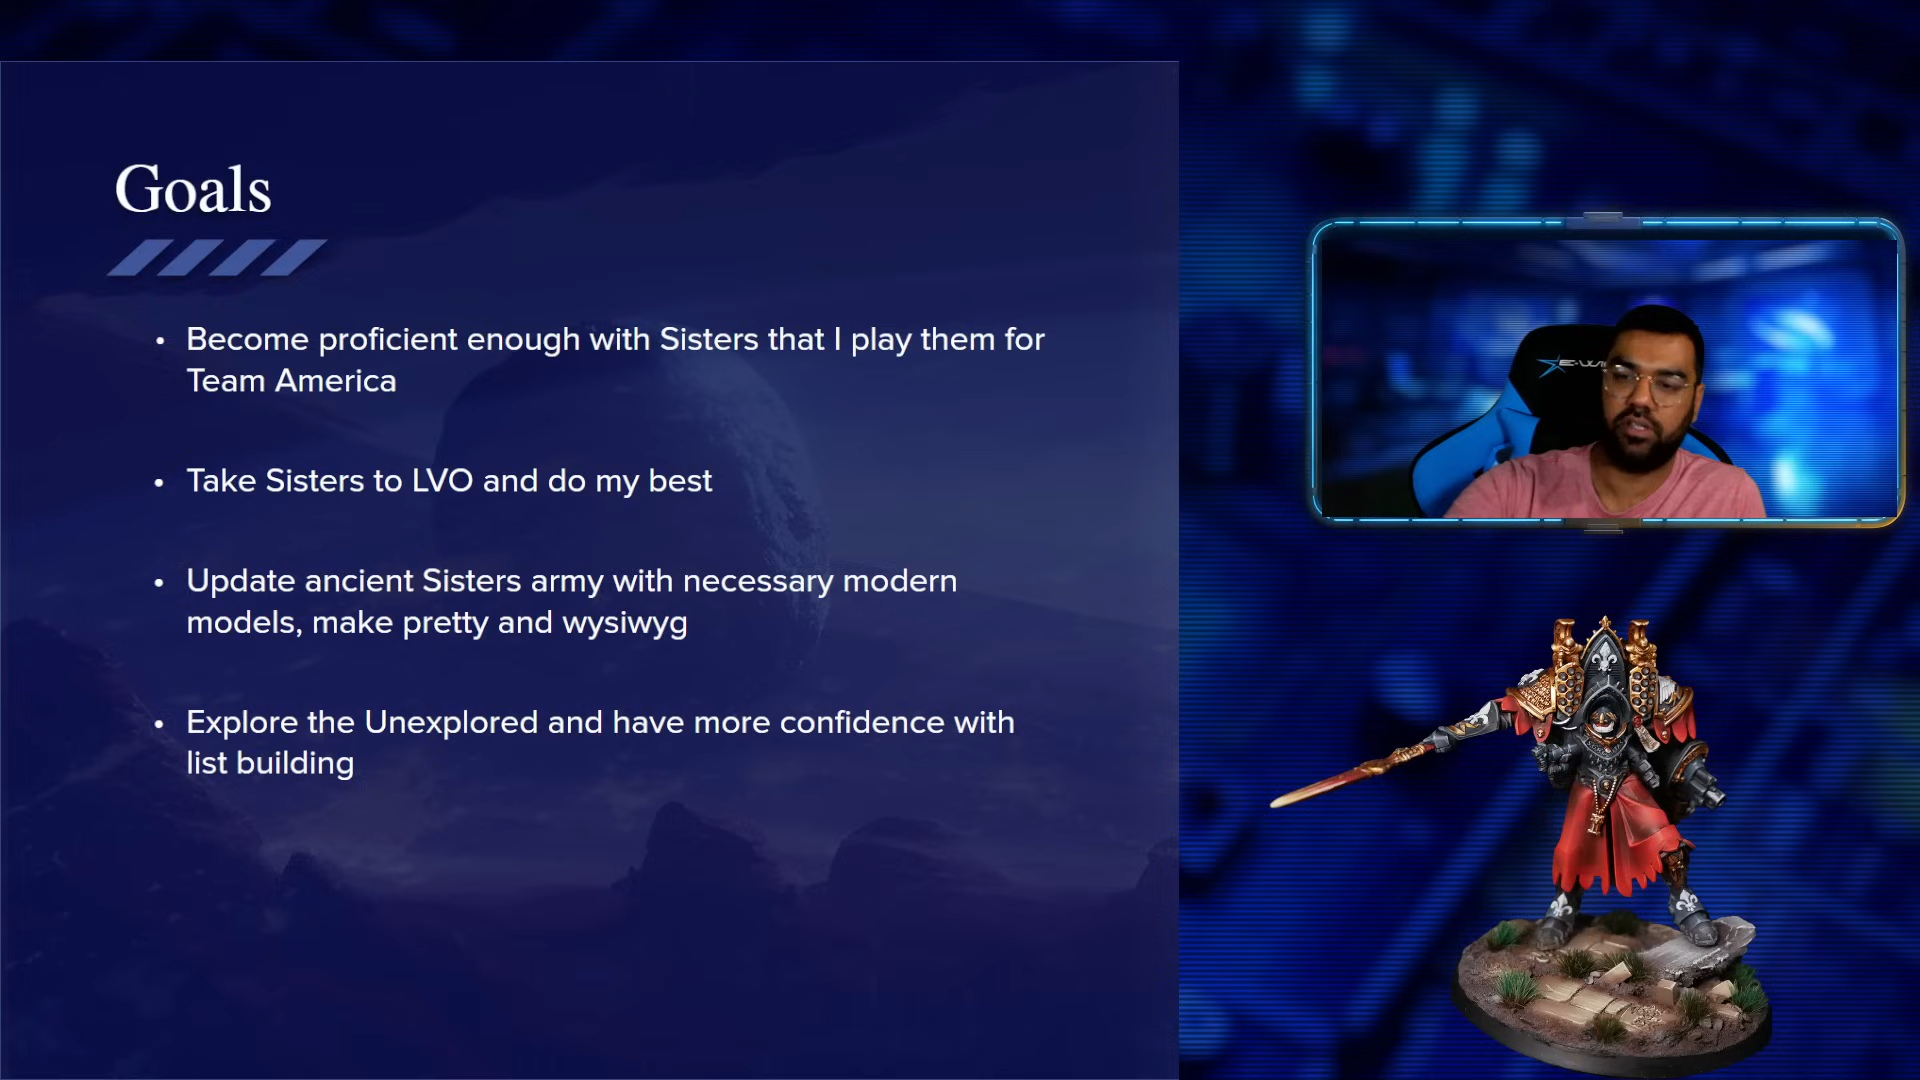 Goals
• Become proficient enough with Sisters that I play them for
Team America
• Take Sisters to LVO and do my best
• Update ancient Sisters army with necessary modern
models, make pretty and wysiwyg
• Explore the Unexplored and have more confidence with
list building